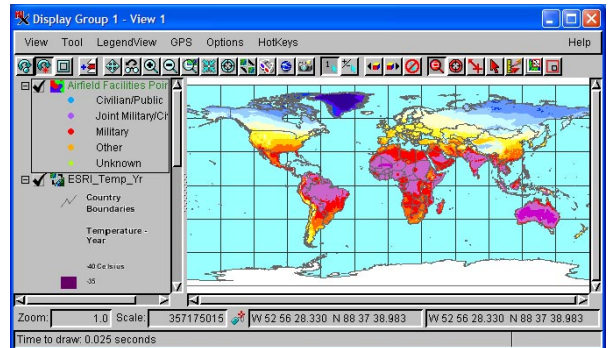 Display Group 1 - View 1
View Tool LegendView GPS Options HotKeys Help
Airfield Facilities Poin
Civilian/Public
Joint Military/Civ
Military
Other
Unknown
ESRI_Temp_Yr
Country
Boundaries
Temperature -
Year
-40 Celsius
-35
Zoom: 1.0 Scale: 357175015 W 52 56 28.330 N 88 37 38.983 W 52 56 28.330 N 88 37 38.983
Time to draw: 0.025 seconds